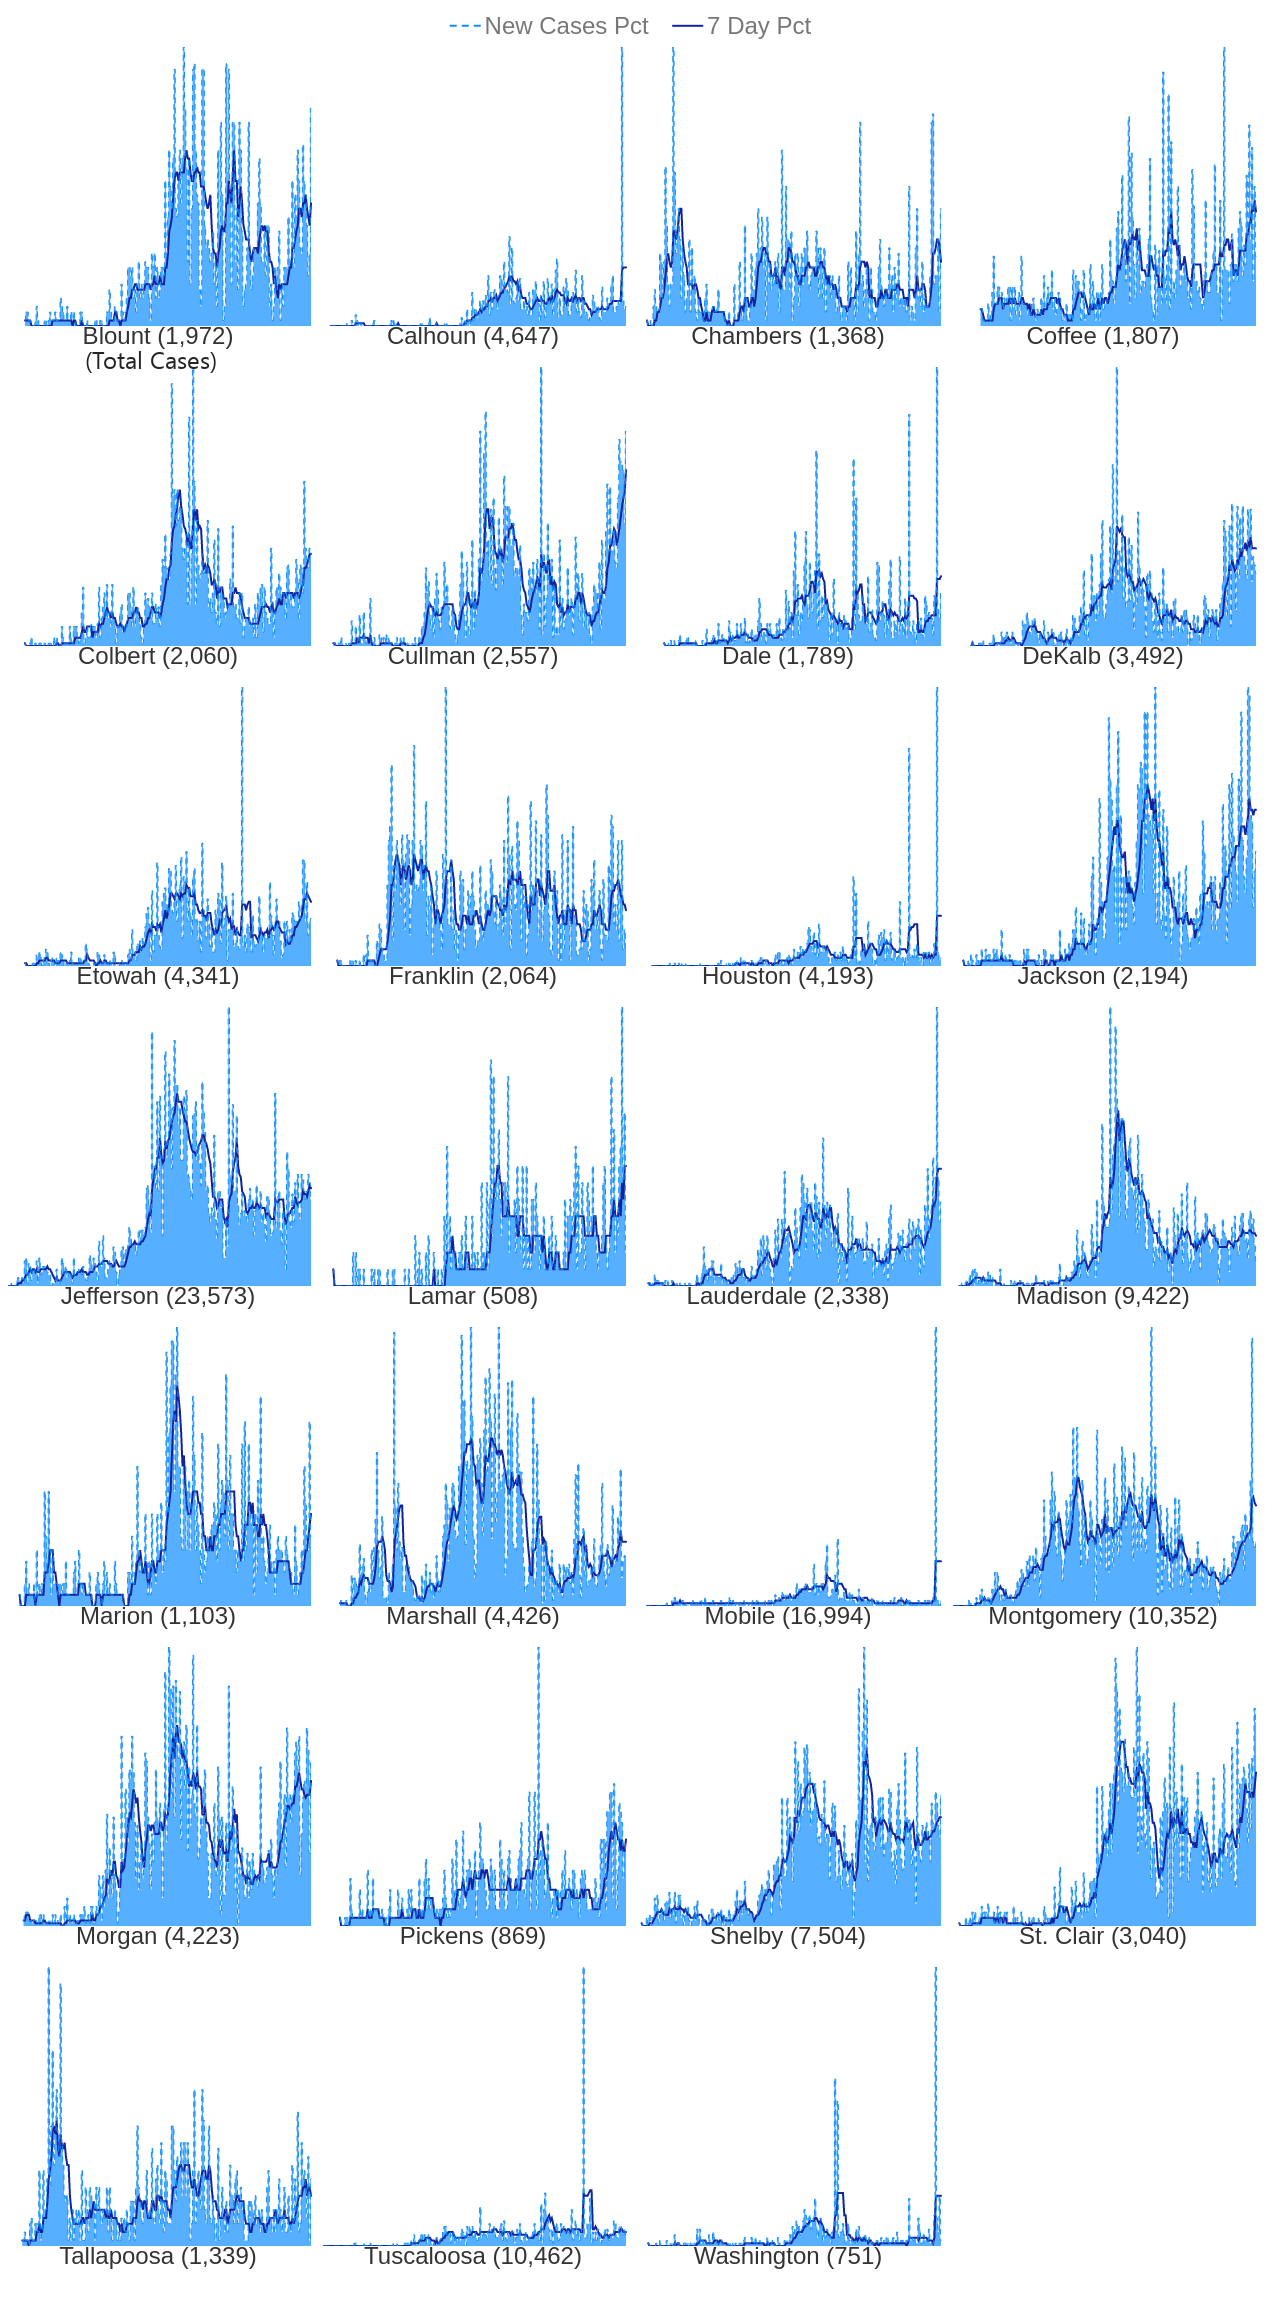 New Cases Pct 7 Day Pct
Blount (1,972) Calhoun (4,647) Chambers (1,368) Coffee (1,807)
(Total Cases)
Colbert (2,060) Cullman (2,557) Dale (1,789) DeKalb (3,492)
Etowah (4,341) Franklin (2,064) Houston (4,193) Jackson (2,194)
Jefferson (23,573) Lamar (508) Lauderdale (2,338) Madison (9,422)
Marion (1,103) Marshall (4,426) Mobile (16,994) Montgomery (10,352)
Morgan (4,223) Pickens (869) Shelby (7,504) St. Clair (3,040)
Tallapoosa (1,339) Tuscaloosa (10,462) Washington (751)